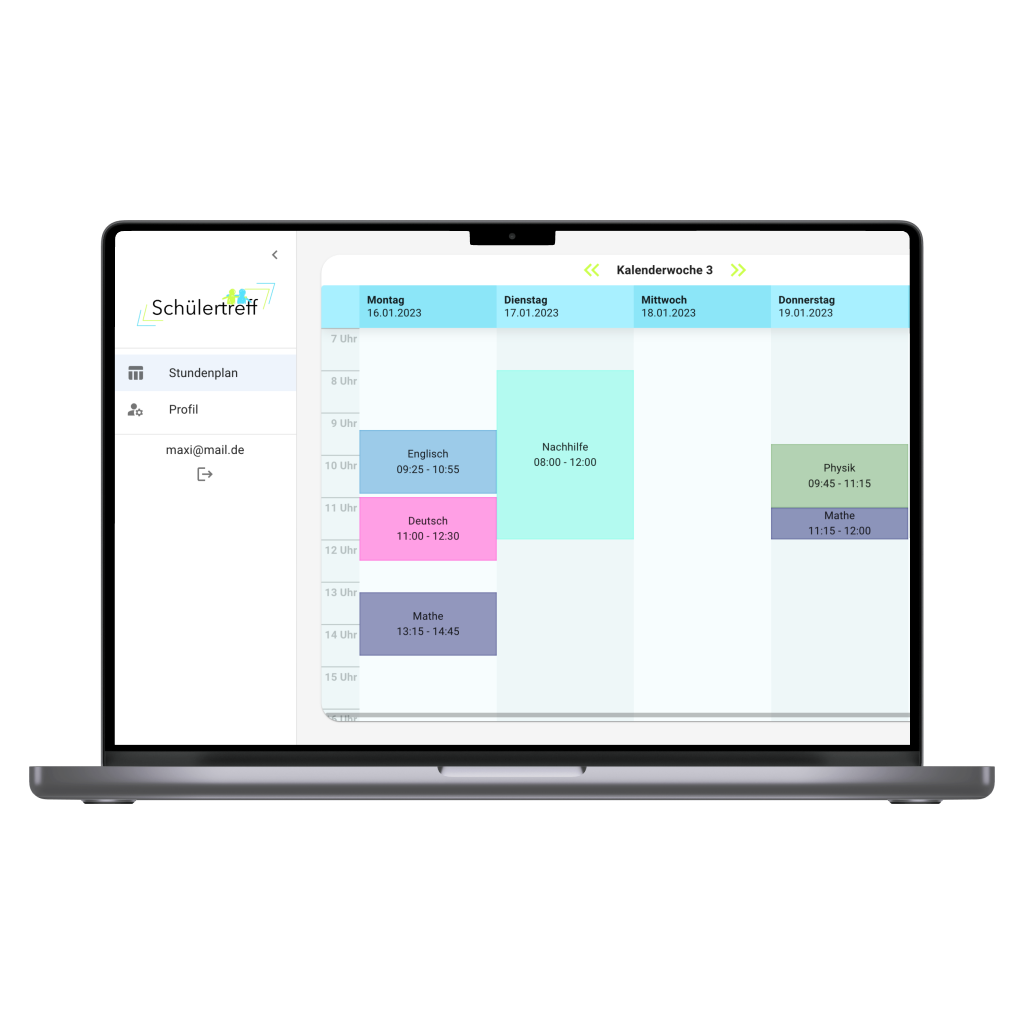 Schülertreff
Stundenplan
Profil
maxi@mail.de
Kalenderwoche 3
Montag
16.01.2023
Dienstag
17.01.2023
Mittwoch
18.01.2023
Donnerstag
19.01.2023
7 Uhr
8 Uhr
9 Uhr
10 Uhr
11 Uhr
12 Uhr
13 Uhr
14 Uhr
15 Uhr
Englisch
09:25 - 10:55
Deutsch
11:00 - 12:30
Mathe
13:15 - 14:45
Nachhilfe
08:00 - 12:00
Physik
09:45 - 11:15
Mathe
11:15 - 12:00